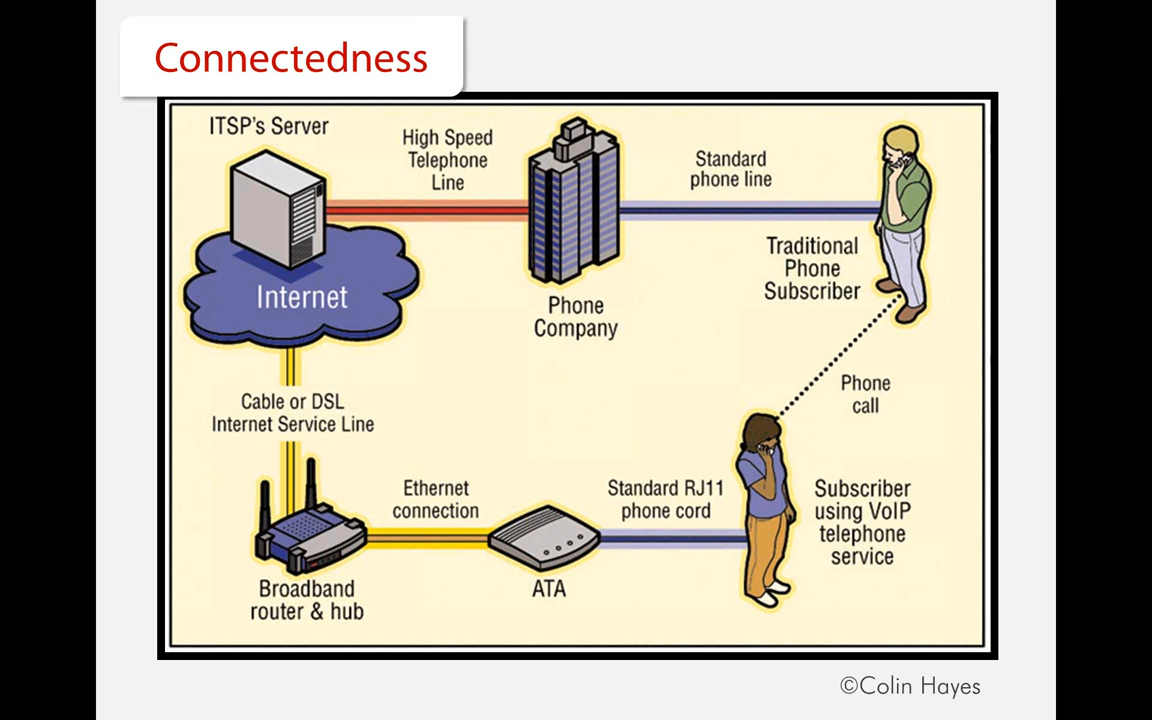 Connectedness
ITSP's Server
High Speed
Telephone
Line
Standard
phone line
Internet
Phone
Company
Traditional
Phone
Subscriber
Cable or DSL
Internet Service Line
Phone
call
Ethernet
connection
Standard RJ11
phone cord
Subscriber
using VoIP
telephone
service
Broadband
router & hub
ATA
©Colin Hayes